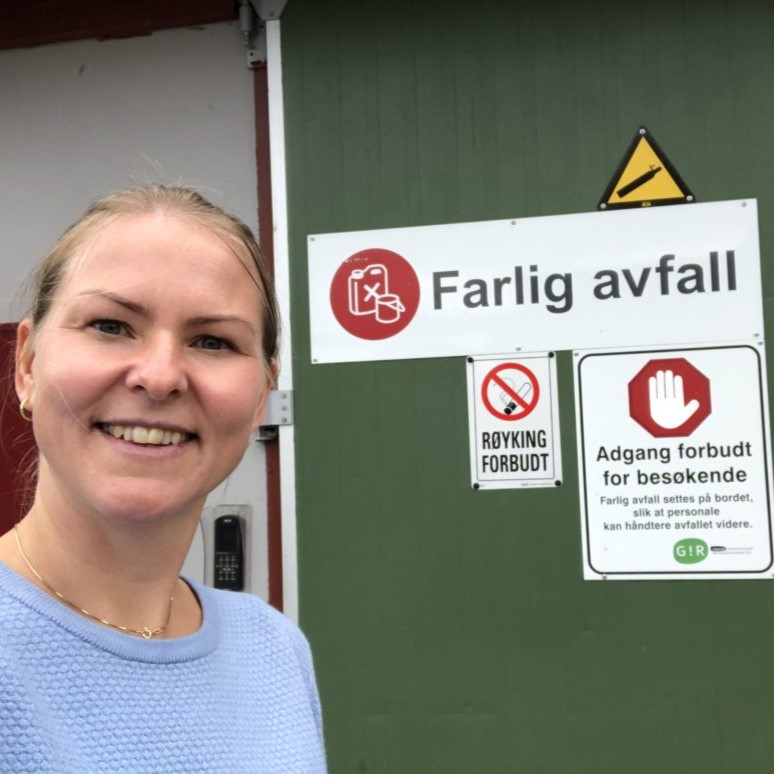 Farlig avfall
RØYKING
FORBUDT
Adgang forbudt
for besøkende
Farlig avfall settes på bordet,
slik at personale
kan håndtere avfallet videre.
G!R